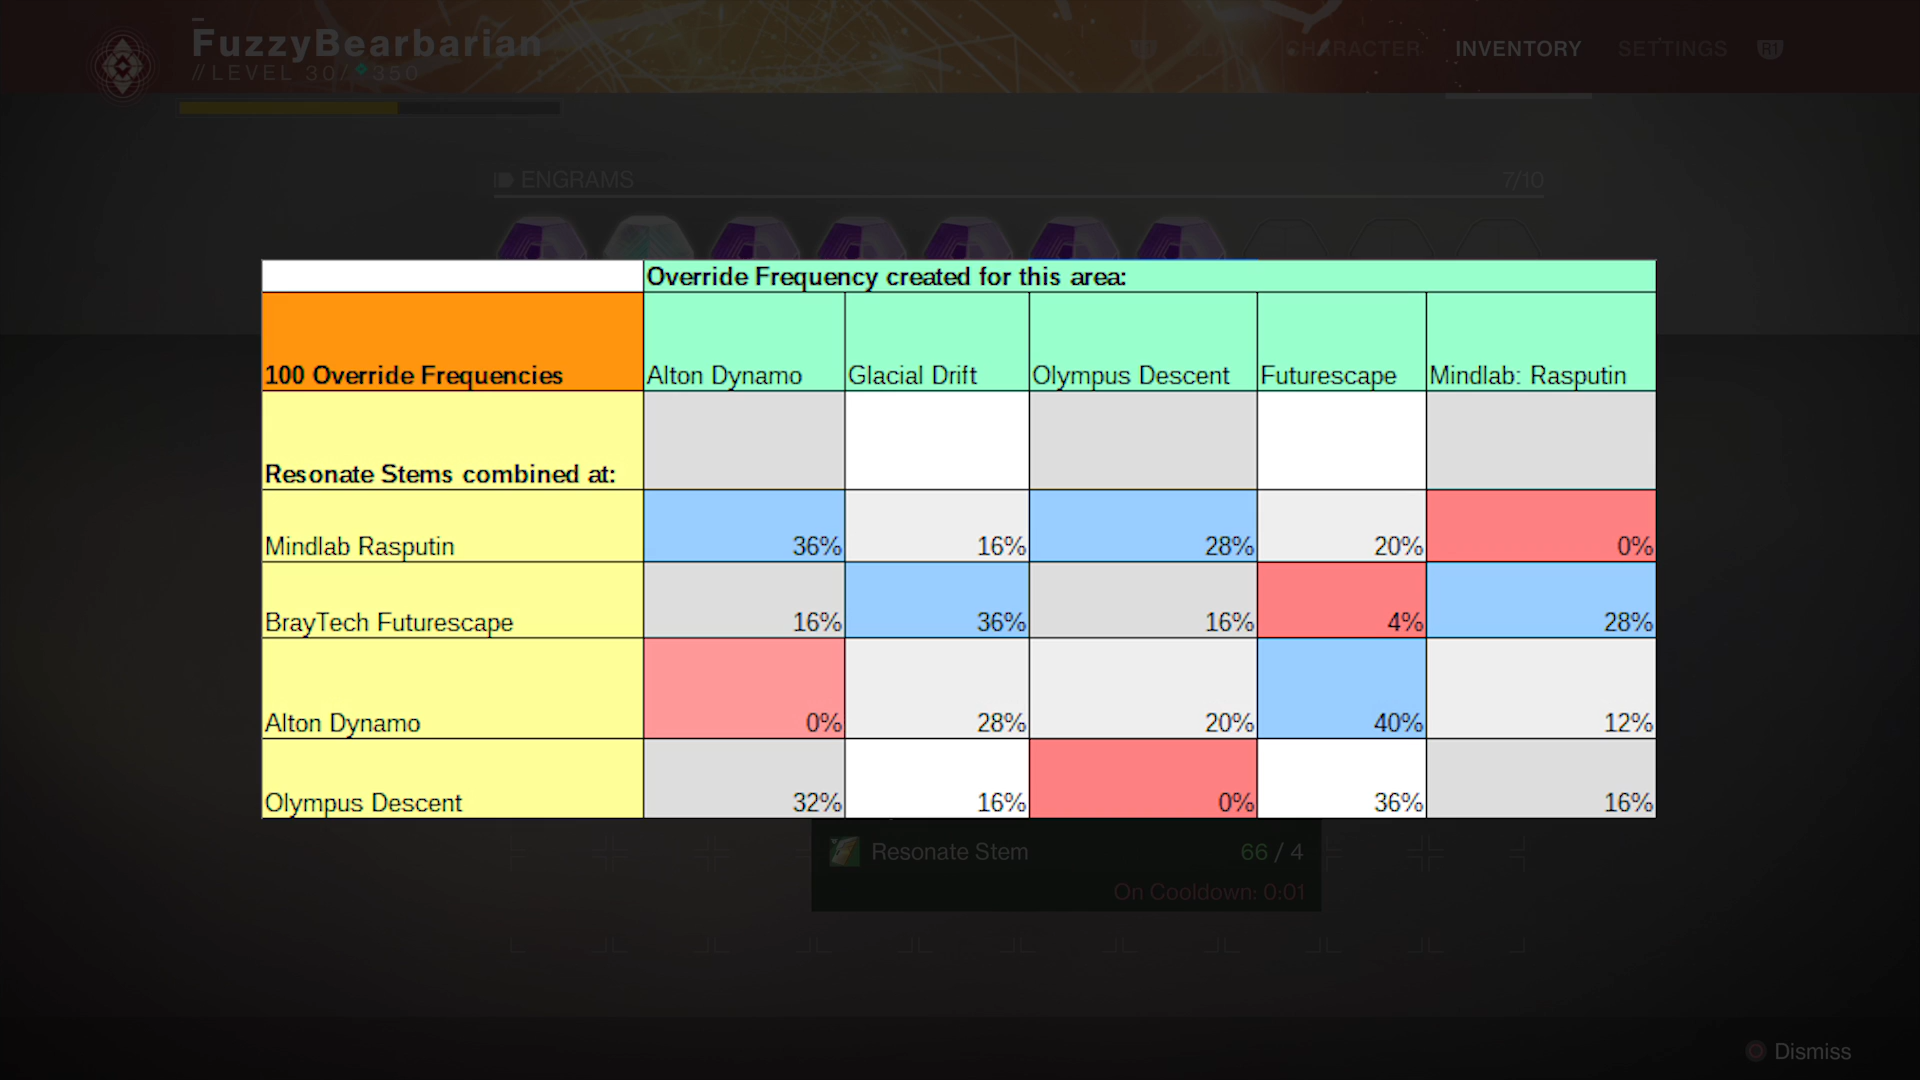 FuzzyBearbarian
//LEVEL 30/ 350
CHARACTER INVENTORY SETTINGS R1
ENGRAMS 7/10
Override Frequency created for this area:
100 Override Frequencies Alton Dynamo Glacial Drift Olympus Descent Futurescape Mindlab: Rasputin
Resonate Stems combined at:
Mindlab Rasputin 36% 16% 28% 20% 0%
BrayTech Futurescape 16% 36% 16% 4% 28%
Alton Dynamo 0% 28% 20% 40% 12%
Olympus Descent 32% 16% 0% 36% 16%
Resonate Stem 66 / 4
On Cooldown: 0:01
Dismiss